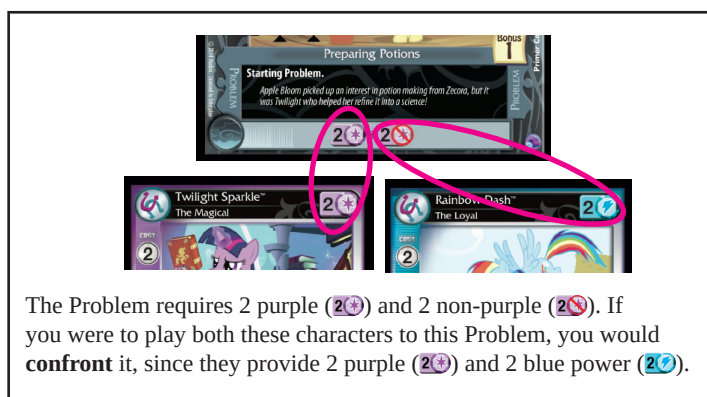 Bonus
1
Preparing Potions
PROBLEM
Starting Problem.
Apple Bloom picked up an interest in potion making from Zecora, but it
was Twilight who helped her refine it into a science!
PROBLEM
2 2
Twilight Sparkle™
The Magical
2
COST
2
Rainbow Dash™
The Loyal
2
COST
2
The Problem requires 2 purple (2) and 2 non-purple (2). If
you were to play both these characters to this Problem, you would
confront it, since they provide 2 purple (2) and 2 blue power (2).